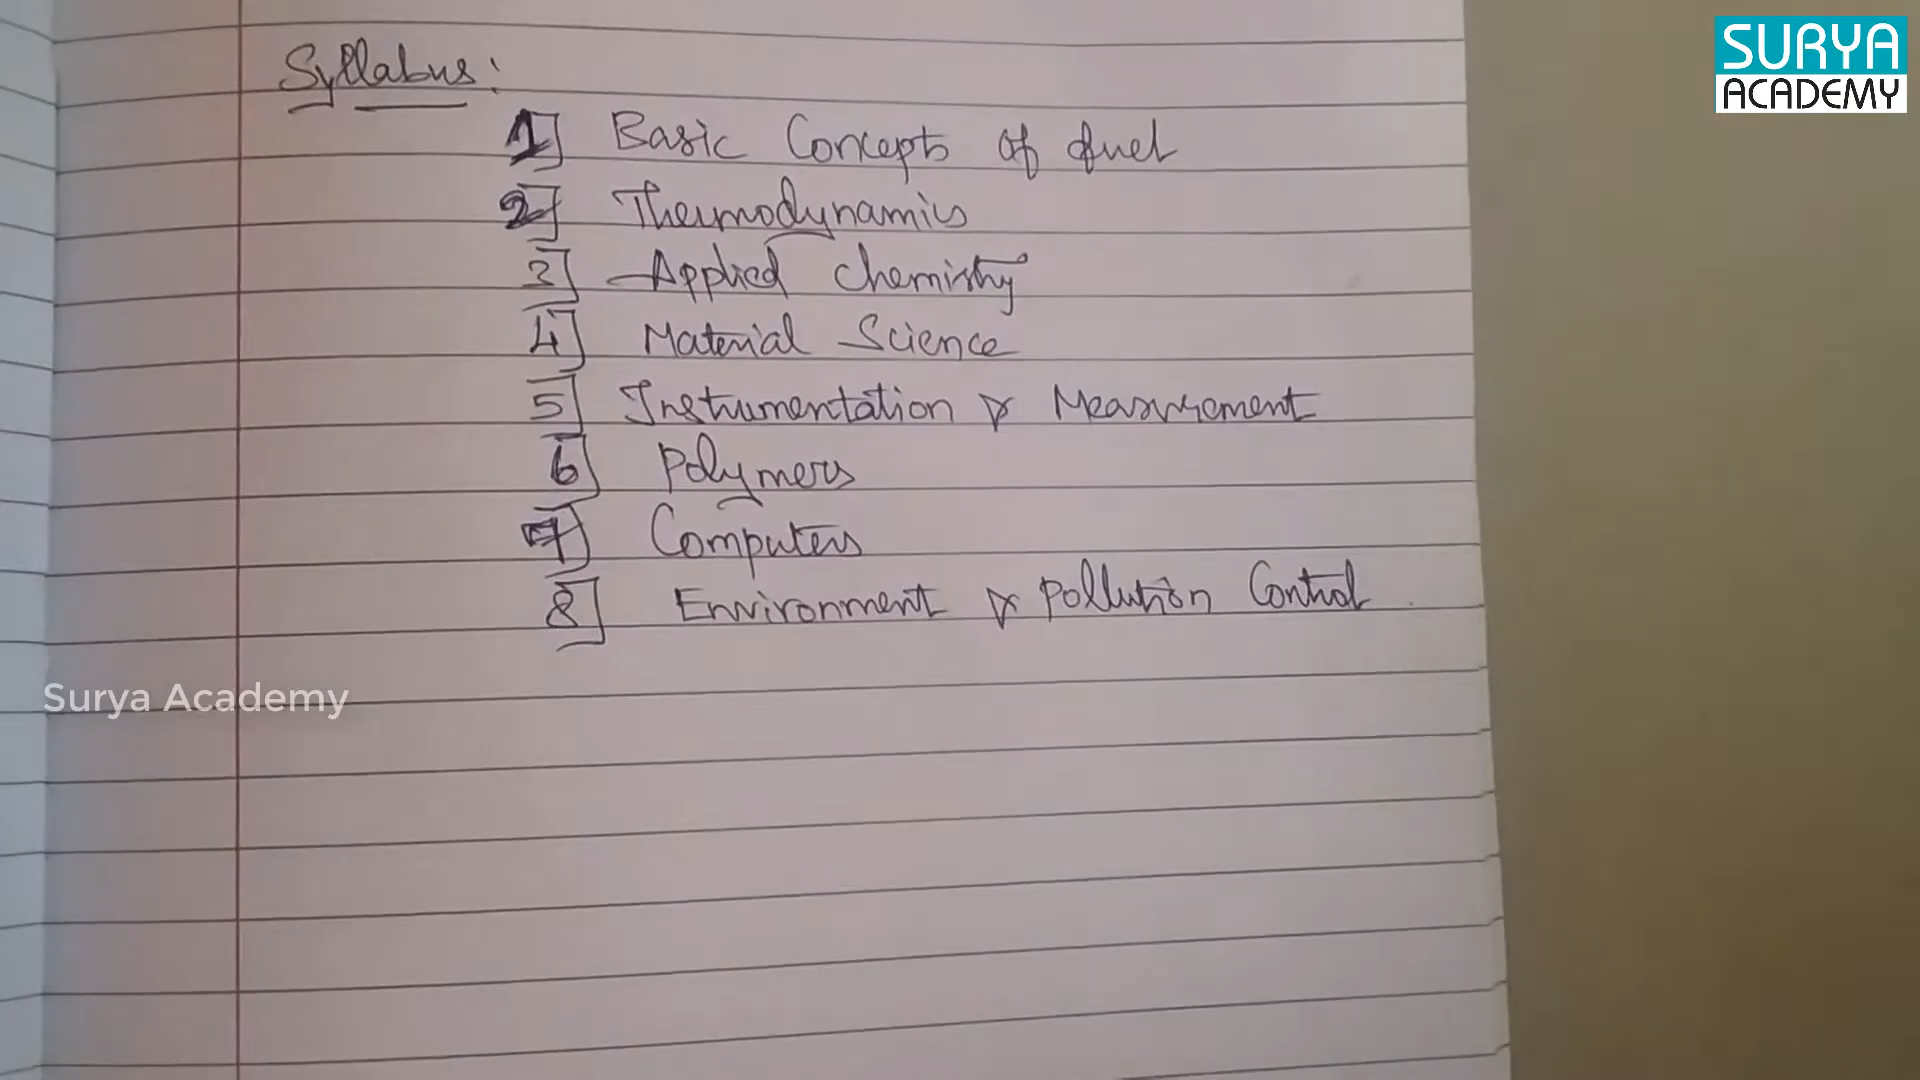 SURYA
ACADEMY
Syllabus:
1] Basic Concepts of fuel
2] Thermodynamics
3] Applied chemistry
4] Material Science
5] Instrumentation & Measurement
6] Polymers
7] Computers
8] Environment & Pollution Control
Surya Academy